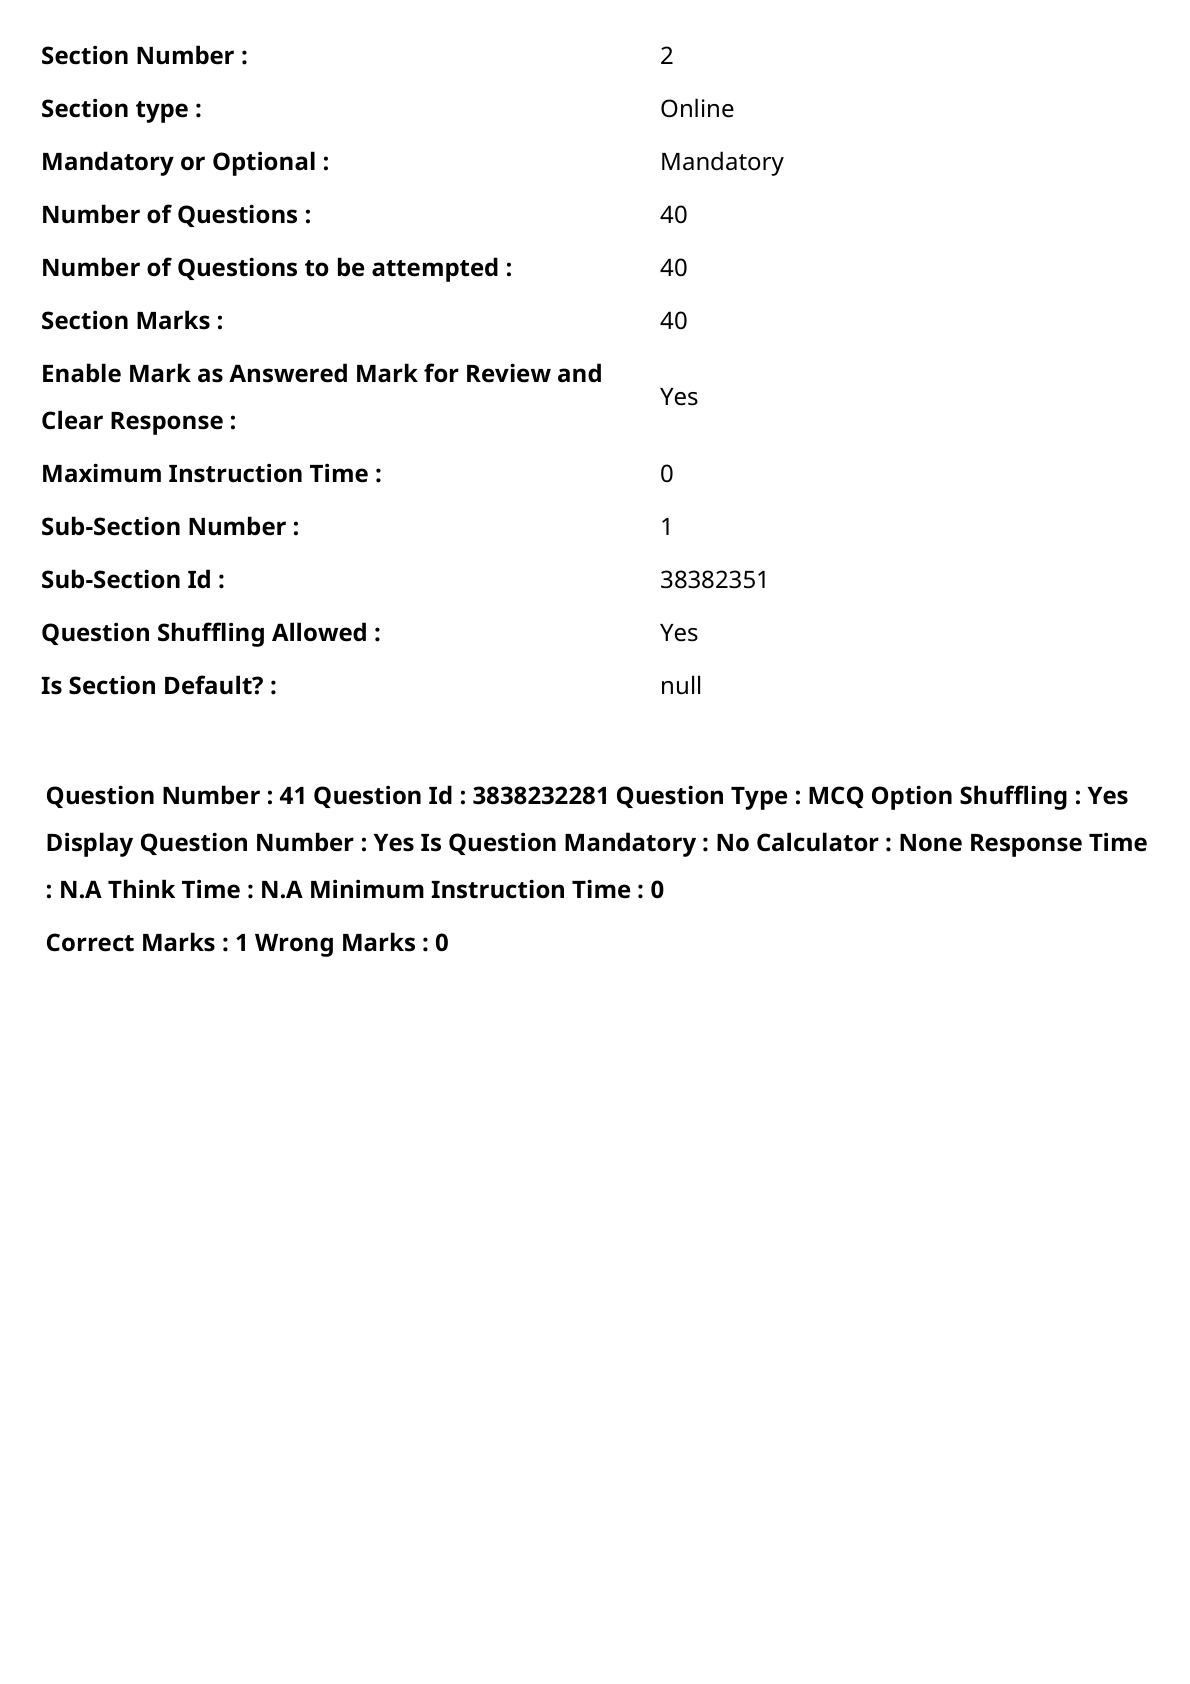 Section Number : 2
Section type : Online
Mandatory or Optional : Mandatory
Number of Questions : 40
Number of Questions to be attempted : 40
Section Marks : 40
Enable Mark as Answered Mark for Review and
Clear Response : Yes
Maximum Instruction Time : 0
Sub-Section Number : 1
Sub-Section Id : 38382351
Question Shuffling Allowed : Yes
Is Section Default? : null
Question Number : 41 Question Id : 3838232281 Question Type : MCQ Option Shuffling : Yes
Display Question Number : Yes Is Question Mandatory : No Calculator : None Response Time
: N.A Think Time : N.A Minimum Instruction Time : 0
Correct Marks : 1 Wrong Marks : 0